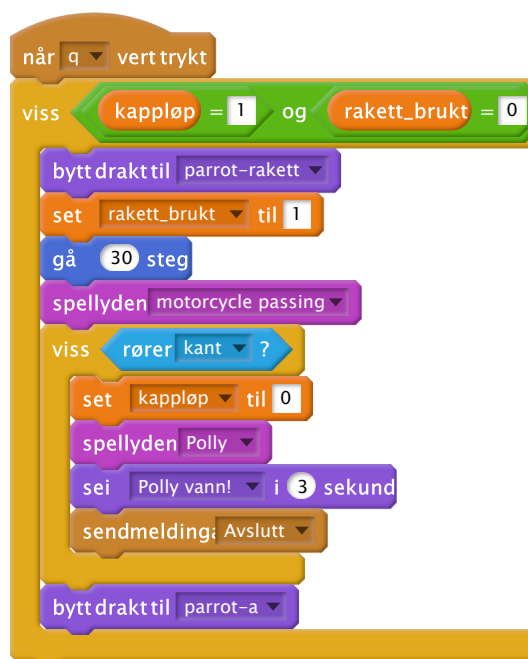 når q vert trykt
viss kappløp = 1 og rakett_brukt = 0
bytt drakt til parrot-rakett
set rakett_brukt til 1
gå 30 steg
spellyden motorcycle passing
viss rører kant ?
set kappløp til 0
spellyden Polly
sei Polly vann! i 3 sekund
sendmelding Avslutt
bytt drakt til parrot-a